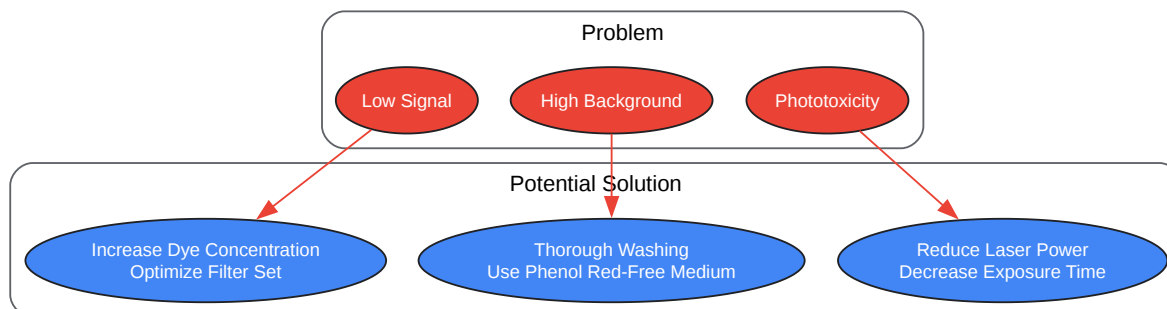 Problem
Low Signal
High Background
Phototoxicity
Potential Solution
Increase Dye Concentration
Optimize Filter Set
Thorough Washing
Use Phenol Red-Free Medium
Reduce Laser Power
Decrease Exposure Time